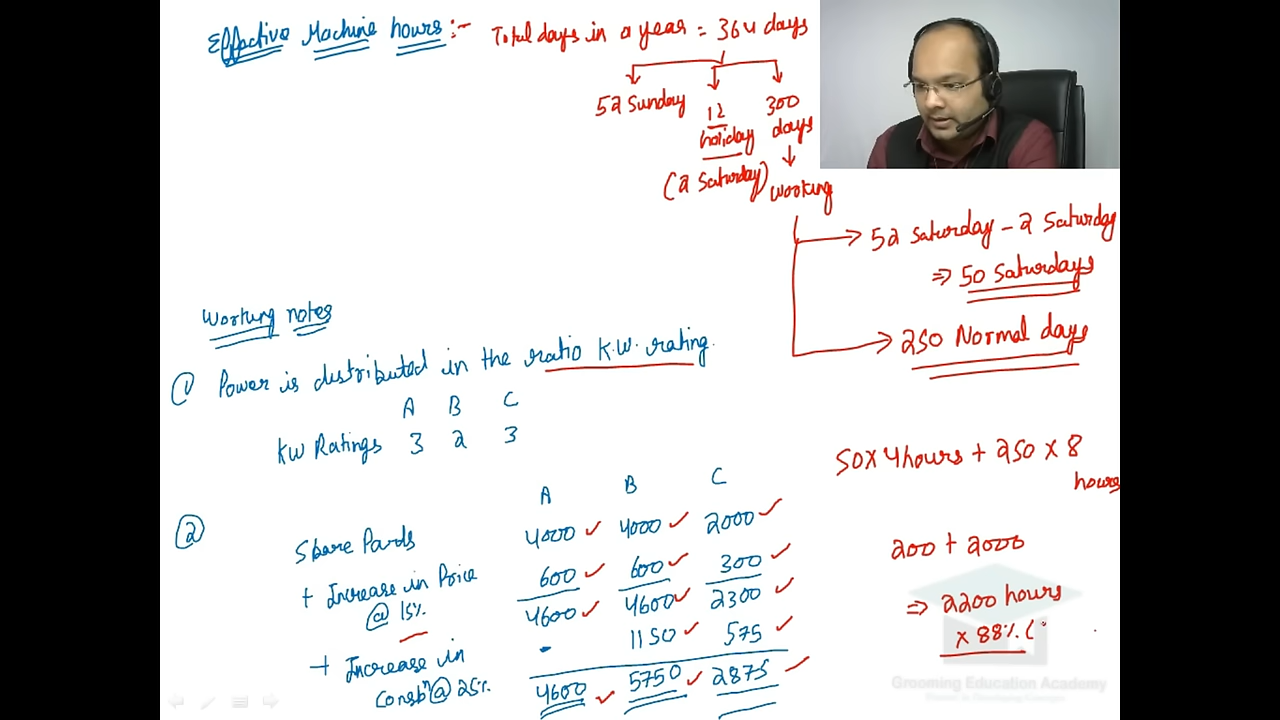 Effective Machine hours :- Total days in a year = 364 days
52 Sunday
12 holiday
(2 Saturday)
300 days
working
52 Saturday - 2 Saturday
⇒ 50 Saturdays
250 Normal days
Working notes
① Power is distributed in the ratio K.W. rating.
A B C
KW Ratings 3 2 3
50 x 4 hours + 250 x 8 hours
②
A B C
Spare Parts 4000 4000 2000
+ Increase in Price @ 15% 600 600 300
4600 4600 2300
+ Increase in Consptn @ 25% - 1150 575
4600 5750 2875
200 + 2000
⇒ 2200 hours
x 88% (
Grooming Education Academy